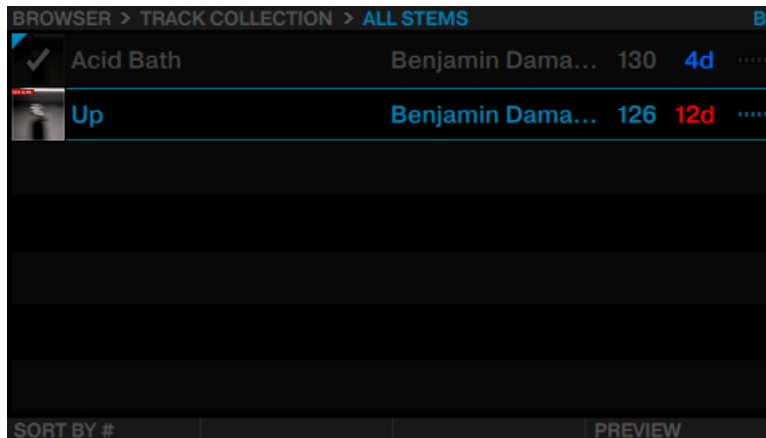 BROWSER > TRACK COLLECTION > ALL STEMS B
Acid Bath Benjamin Dama... 130 4d
Up Benjamin Dama... 126 12d
SORT BY # PREVIEW